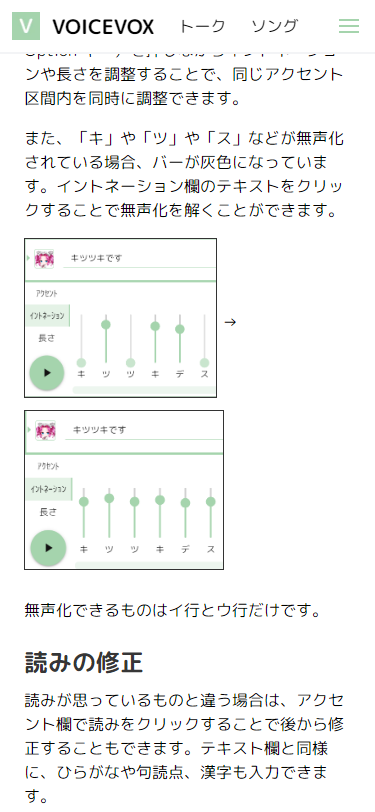 V VOICEVOX トーク ソング
ンや長さを調整することで、同じアクセント
区間内を同時に調整できます。
また、「キ」や「ツ」や「ス」などが無声化
されている場合、バーが灰色になっていま
す。イントネーション欄のテキストをクリッ
クすることで無声化を解くことができます。
キツツキです
アクセント
イントネーション
長さ
キ ツ ツ キ デ ス
→
キツツキです
アクセント
イントネーション
長さ
キ ツ ツ キ デ ス
無声化できるものはイ行とウ行だけです。
読みの修正
読みが思っているものと違う場合は、アクセ
ント欄で読みをクリックすることで後から修
正することもできます。テキスト欄と同様
に、ひらがなや句読点、漢字も入力できま
す。